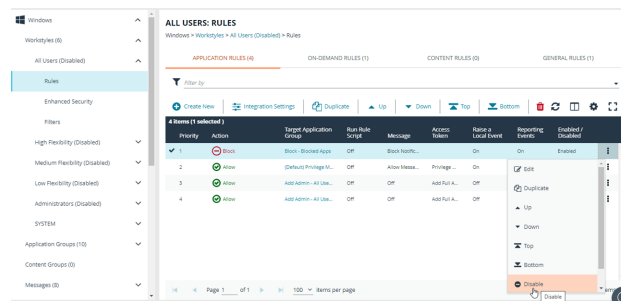 Windows
Workstyles (6)
All Users (Disabled)
Rules
Enhanced Security
Filters
High Flexibility (Disabled)
Medium Flexibility (Disabled)
Low Flexibility (Disabled)
Administrators (Disabled)
SYSTEM
Application Groups (10)
Content Groups (0)
Messages (8)
ALL USERS: RULES
Windows > Workstyles > All Users (Disabled) > Rules
APPLICATION RULES (4) ON-DEMAND RULES (1) CONTENT RULES (0) GENERAL RULES (1)
Filter by
Create New Integration Settings Duplicate Up Down Top Bottom
4 items (1 selected )
Priority Action Target Application Group Run Rule Script Message Access Token Raise a Local Event Reporting Events Enabled / Disabled
1 Block Block - Blocked Apps Off Block Notific... On On Enabled
2 Allow (Default) Privilege M... Off Allow Messa... Privilege ... On
3 Allow Add Admin - All Use... Off Off Add Full A... Off
4 Allow Add Admin - All Use... Off Off Add Full A... Off
Edit
Duplicate
Up
Down
Top
Bottom
Disable
Disable
Page 1 of 1 100 items per page